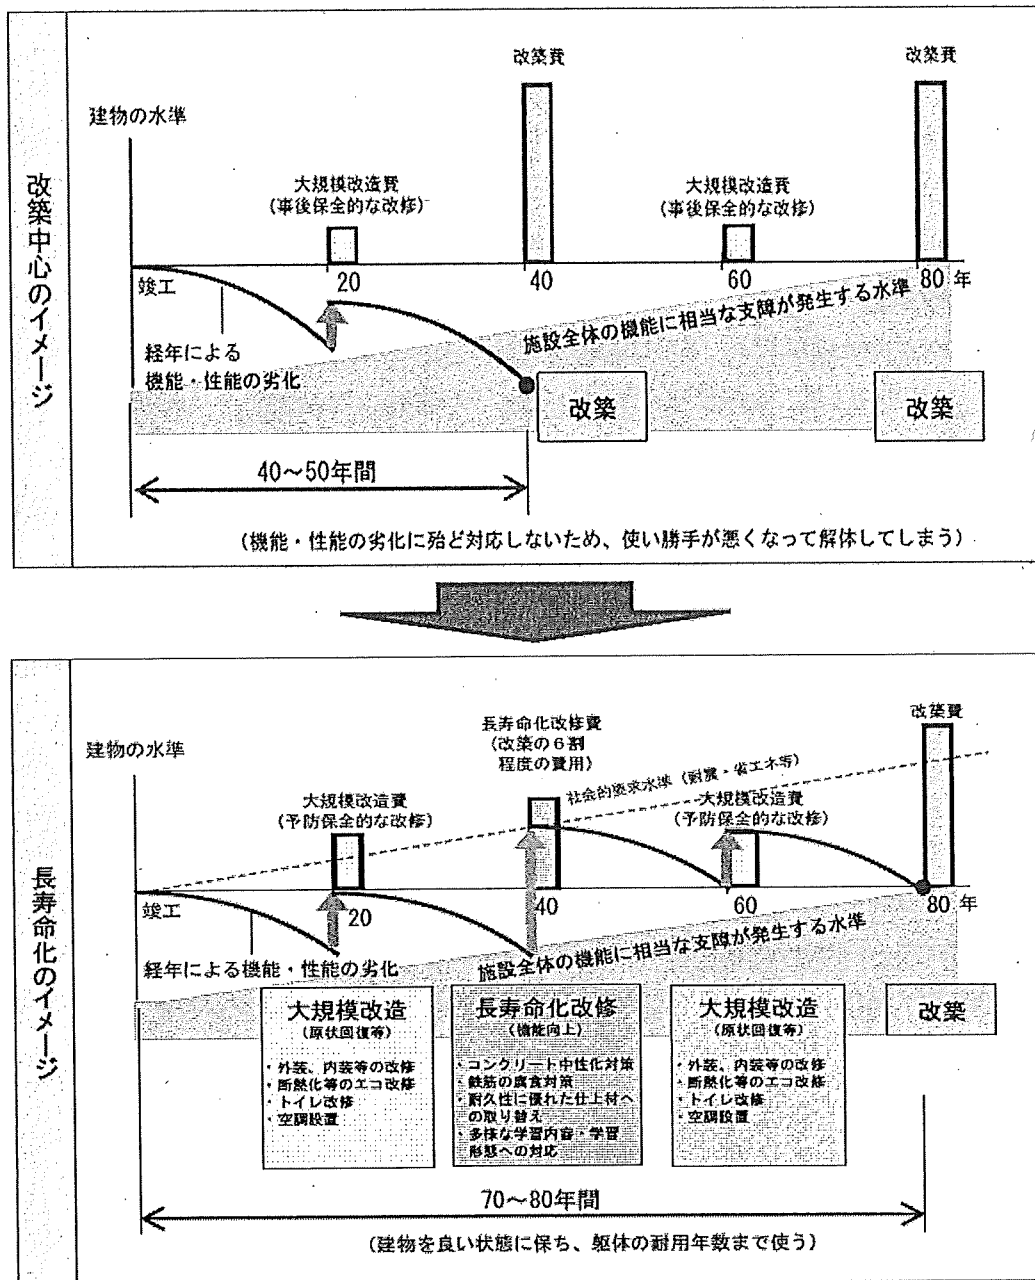 改築中心のイメージ
建物の水準
大規模改造費
(事後保全的な改修)
改築費
大規模改造費
(事後保全的な改修)
改築費
竣工
20
40
60
80 年
経年による
機能・性能の劣化
施設全体の機能に相当な支障が発生する水準
改築
改築
40～50年間
(機能・性能の劣化に殆ど対応しないため、使い勝手が悪くなって解体してしまう)
長寿命化のイメージ
建物の水準
大規模改造費
(予防保全的な改修)
長寿命化改修費
(改築の6割
程度の費用)
社会的要求水準 (耐震・省エネ等)
大規模改造費
(予防保全的な改修)
改築費
竣工
20
40
60
80 年
経年による機能・性能の劣化
施設全体の機能に相当な支障が発生する水準
大規模改造
(原状回復等)
・外装、内装等の改修
・断熱化等のエコ改修
・トイレ改修
・空調設置
長寿命化改修
(機能向上)
・コンクリート中性化対策
・鉄筋の腐食対策
・耐久性に優れた仕上材へ
の取り替え
・多様な学習内容・学習
形態への対応
大規模改造
(原状回復等)
・外装、内装等の改修
・断熱化等のエコ改修
・トイレ改修
・空調設置
改築
70～80年間
(建物を良い状態に保ち、躯体の耐用年数まで使う)